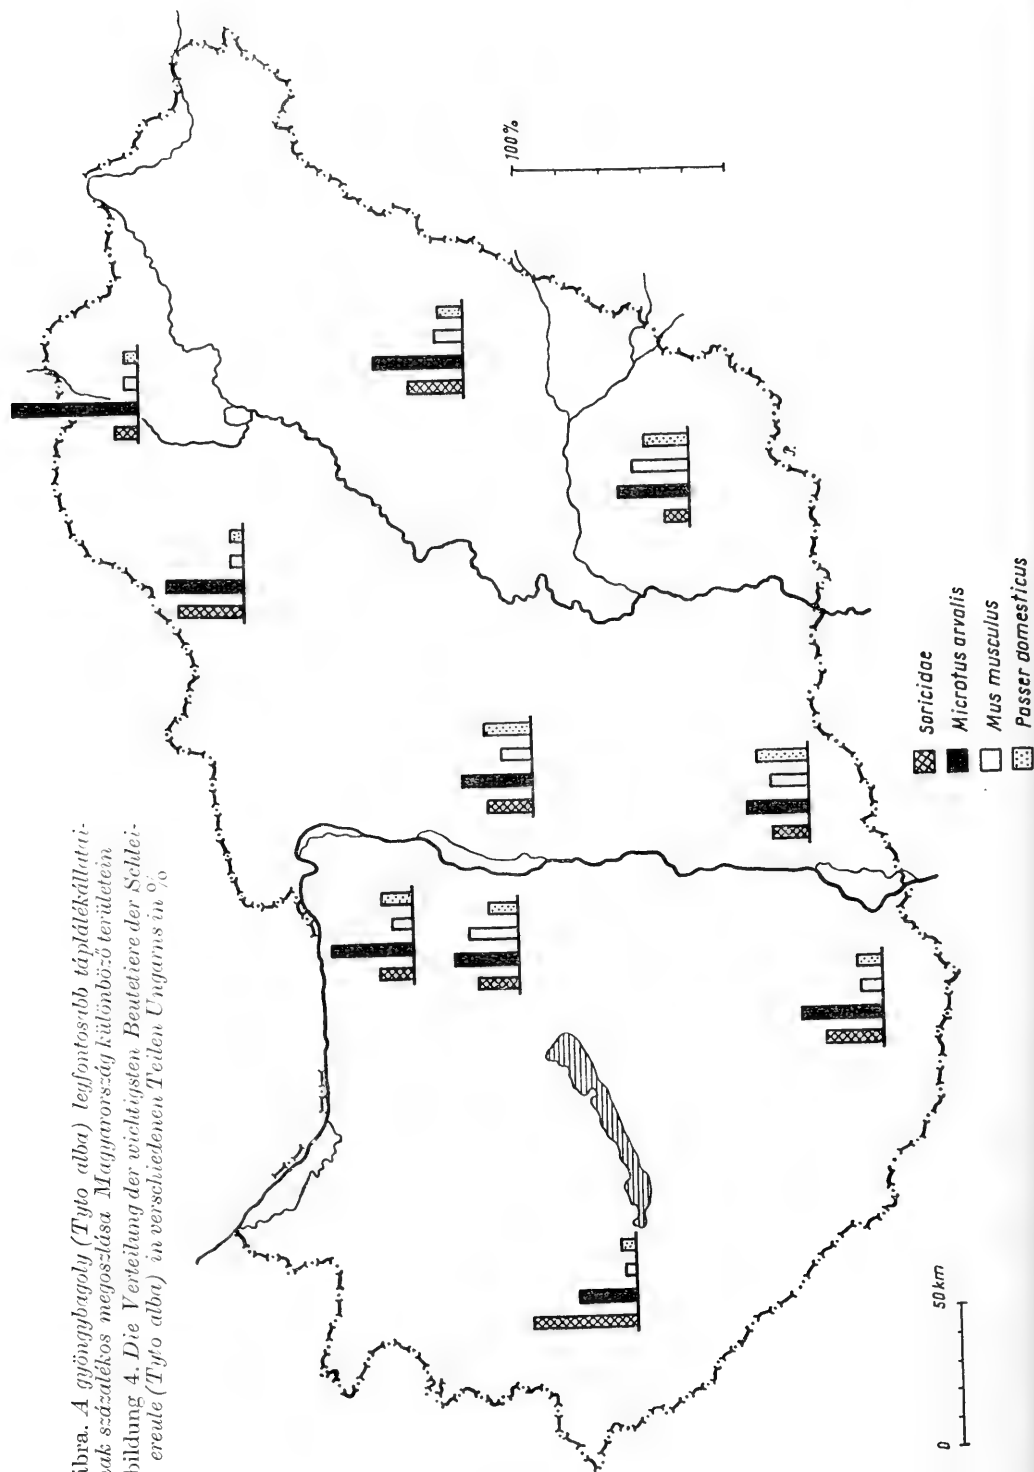 ábra. A gyöngybagoly (Tyto alba) legfontosabb táplálékállatai-
nak százalékos megoszlása Magyarország különböző területein
bildung 4. Die Verteilung der wichtigsten Beutetiere der Schlei-
ereule (Tyto alba) in verschiedenen Teilen Ungarns in %
100%
?
Soricidae
Microtus arvalis
Mus musculus
Passer domesticus
0
50 km